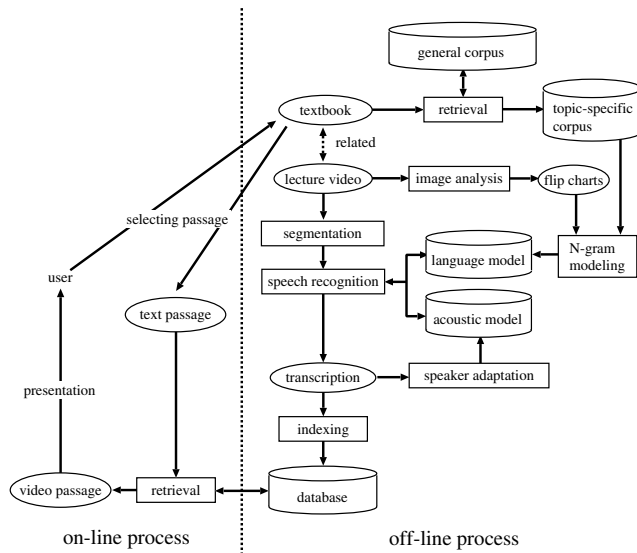 general corpus
textbook
retrieval
topic-specific
corpus
related
lecture video
image analysis
flip charts
selecting passage
segmentation
N-gram
modeling
language model
user
speech recognition
text passage
acoustic model
transcription
speaker adaptation
presentation
indexing
video passage
retrieval
database
on-line process
off-line process